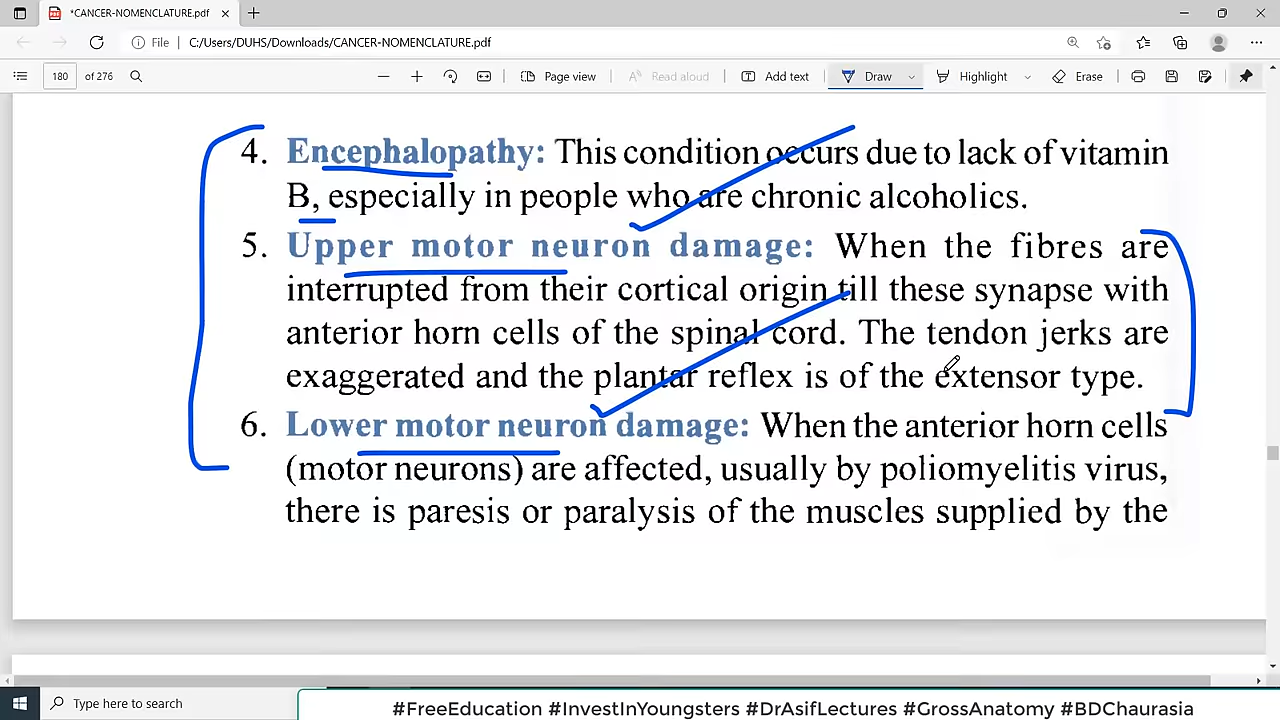 *CANCER-NOMENCLATURE.pdf
File C:/Users/DUHS/Downloads/CANCER-NOMENCLATURE.pdf
180 of 276 Page view Read aloud Add text Draw Highlight Erase
4. Encephalopathy: This condition occurs due to lack of vitamin
B, especially in people who are chronic alcoholics.
5. Upper motor neuron damage: When the fibres are
interrupted from their cortical origin till these synapse with
anterior horn cells of the spinal cord. The tendon jerks are
exaggerated and the plantar reflex is of the extensor type.
6. Lower motor neuron damage: When the anterior horn cells
(motor neurons) are affected, usually by poliomyelitis virus,
there is paresis or paralysis of the muscles supplied by the
Type here to search
#FreeEducation #InvestInYoungsters #DrAsifLectures #GrossAnatomy #BDChaurasia